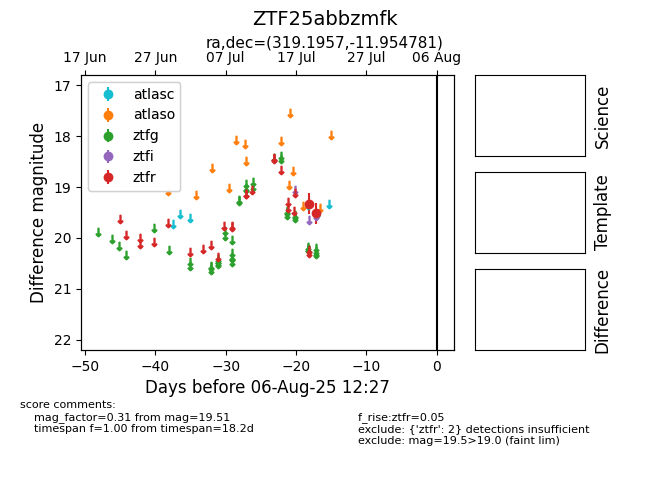 ZTF25abbzmfk
ra,dec=(319.1957,-11.954481)
17 Jun 27 Jun 07 Jul 17 Jul 27 Jul 06 Aug
17
18
19
20
21
22
Difference magnitude
atlasc
atlaso
ztfg
ztfi
ztfr
−50 −40 −30 −20 −10 0
Days before 06-Aug-25 12:27
Science
Template
Difference
score comments:
mag_factor=0.31 from mag=19.51
timespan f=1.00 from timespan=18.2d
f_rise:ztfr=0.05
exclude: {'ztfr': 2} detections insufficient
exclude: mag=19.5>19.0 (faint lim)